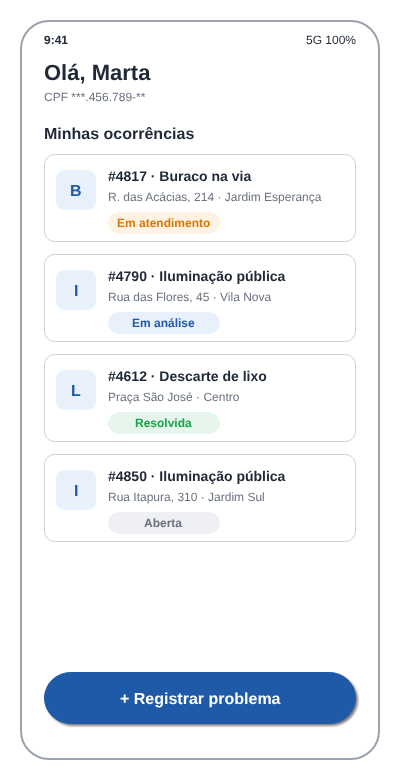 9:41 5G 100%
Olá, Marta
CPF ***.456.789-**
Minhas ocorrências
B
#4817 · Buraco na via
R. das Acácias, 214 · Jardim Esperança
Em atendimento
I
#4790 · Iluminação pública
Rua das Flores, 45 · Vila Nova
Em análise
L
#4612 · Descarte de lixo
Praça São José · Centro
Resolvida
I
#4850 · Iluminação pública
Rua Itapura, 310 · Jardim Sul
Aberta
+ Registrar problema